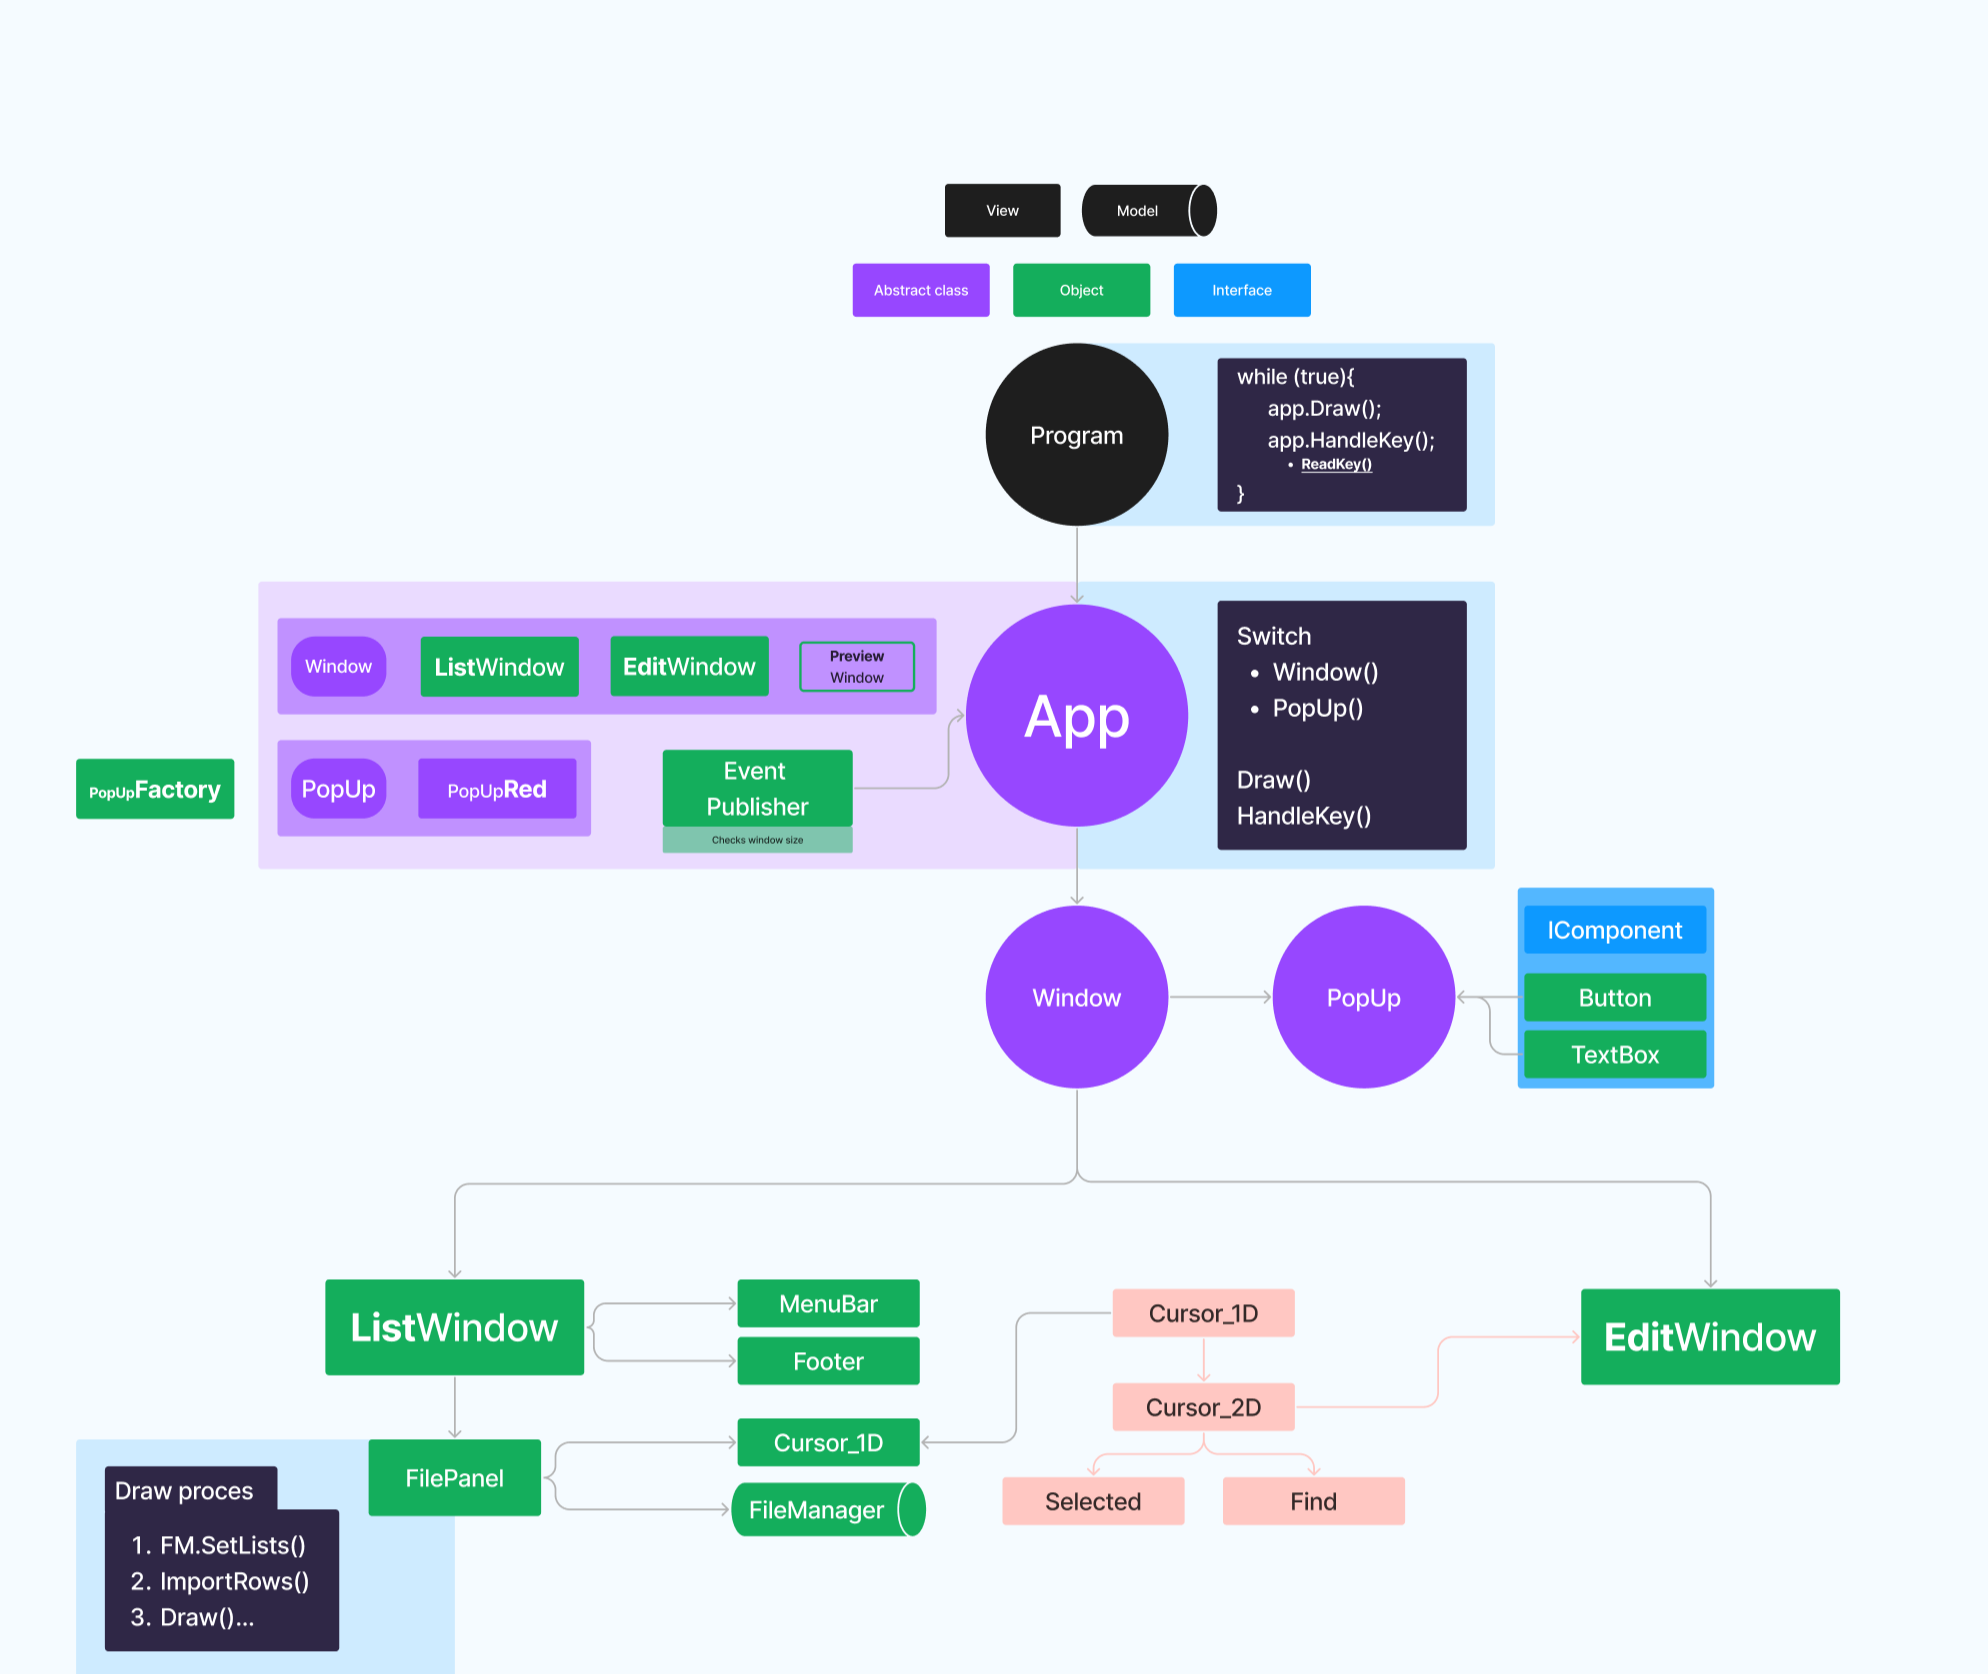 View
Model
Abstract class
Object
Interface
Program
while (true){
app.Draw();
app.HandleKey();
• ReadKey()
}
Window
ListWindow
EditWindow
Preview
Window
App
Switch
• Window()
• PopUp()
Draw()
HandleKey()
PopUpFactory
PopUp
PopUpRed
Event
Publisher
Checks window size
Window
PopUp
IComponent
Button
TextBox
ListWindow
MenuBar
Footer
Cursor_1D
Cursor_2D
EditWindow
FilePanel
Cursor_1D
FileManager
Selected
Find
Draw proces
1. FM.SetLists()
2. ImportRows()
3. Draw()...